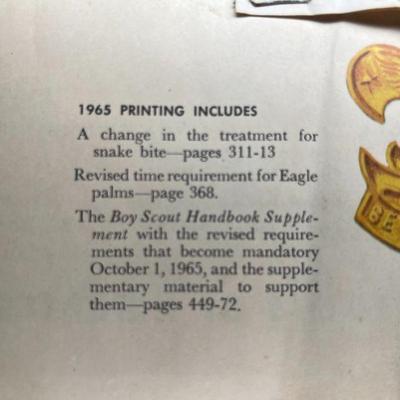 1965 PRINTING INCLUDES
A change in the treatment for
snake bite—pages 311-13
Revised time requirement for Eagle
palms—page 368.
The Boy Scout Handbook Supple-
ment with the revised require-
ments that become mandatory
October 1, 1965, and the supple-
mentary material to support
them—pages 449-72.